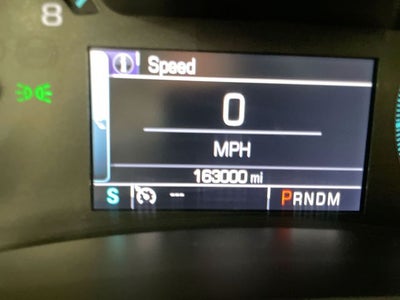 8
Speed
0
MPH
163000 mi
S --- PRNDM